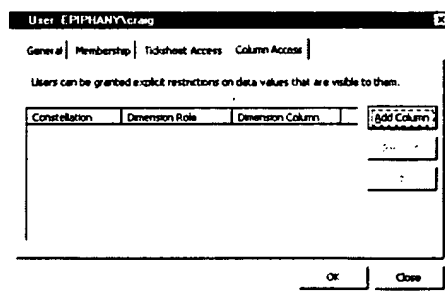 User EPIPHANY\craig
General Membership Ticksheet Access Column Access
Users can be granted explicit restrictions on data values that are visible to them.
Constellation Dimension Role Dimension Column Add Column
OK Close